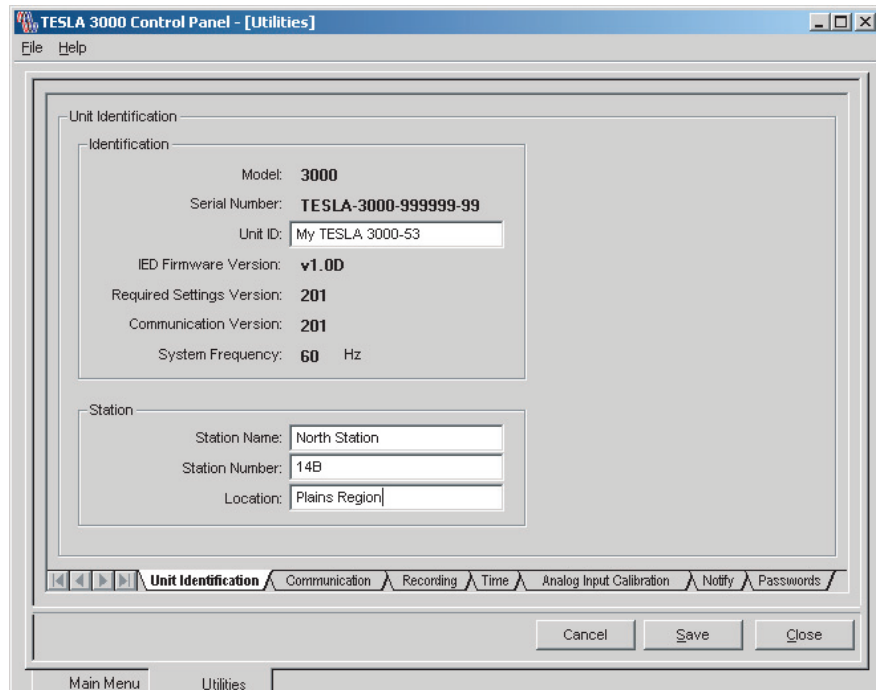 TESLA 3000 Control Panel - [Utilities]
File Help
Unit Identification
Identification
Model: 3000
Serial Number: TESLA-3000-999999-99
Unit ID: My TESLA 3000-53
IED Firmware Version: v1.0D
Required Settings Version: 201
Communication Version: 201
System Frequency: 60 Hz
Station
Station Name: North Station
Station Number: 14B
Location: Plains Region
Unit Identification Communication Recording Time Analog Input Calibration Notify Passwords
Cancel Save Close
Main Menu Utilities